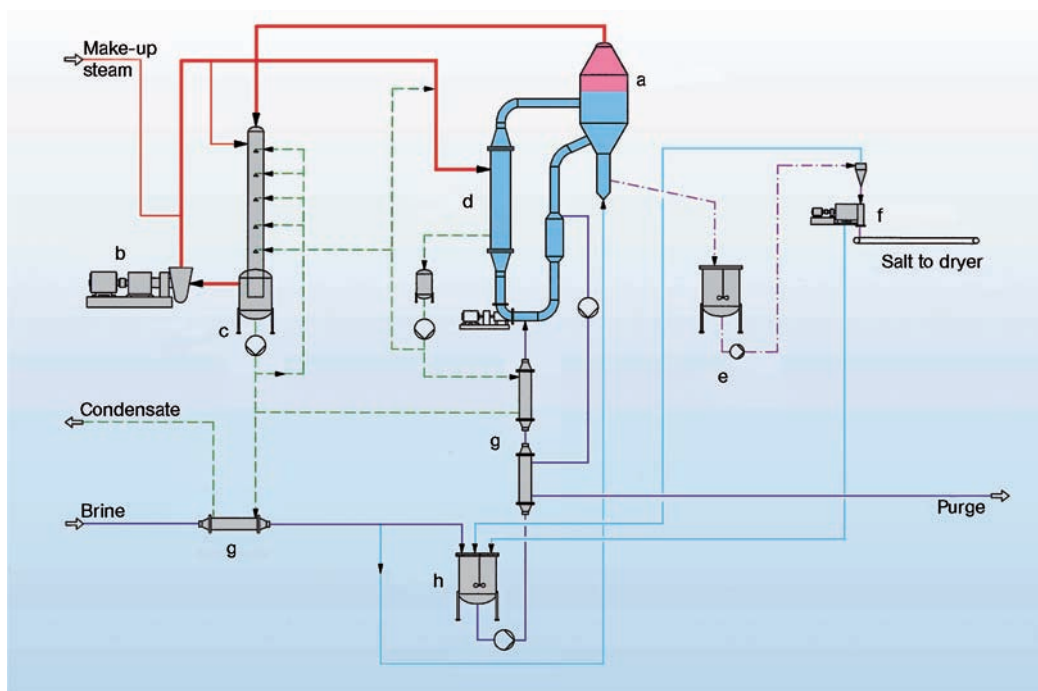 Make-up
steam
a
b
c
d
e
f
Salt to dryer
Condensate
g
Brine
g
Purge
h